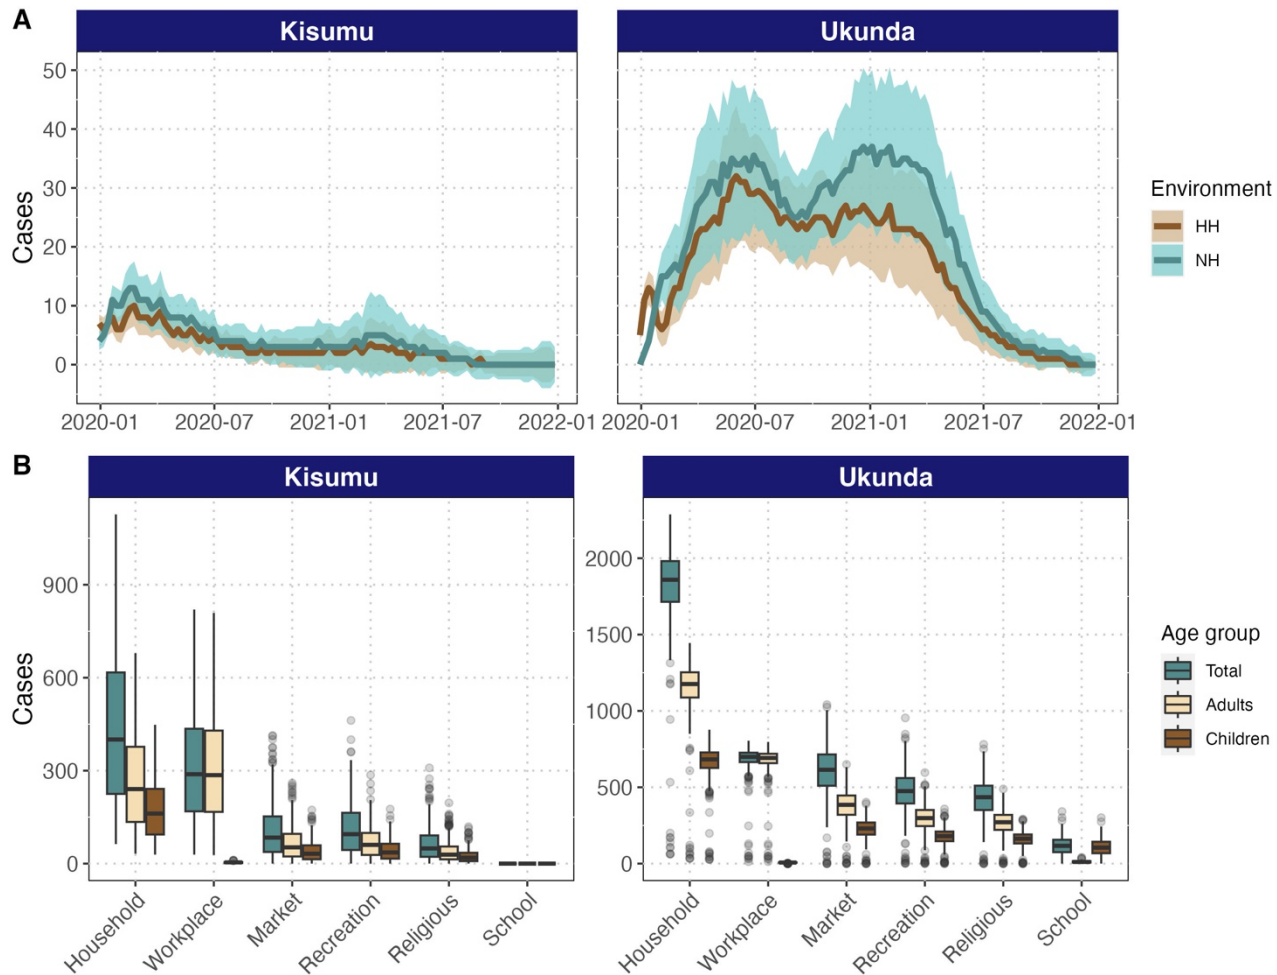 A
Kisumu
Ukunda
50
40
30
20
10
0
Cases
2020-01
2020-07
2021-01
2021-07
2022-01
2020-01
2020-07
2021-01
2021-07
2022-01
Environment
HH
NH
B
Kisumu
Ukunda
900
600
300
0
Cases
2000
1500
1000
500
0
Household
Workplace
Market
Recreation
Religious
School
Household
Workplace
Market
Recreation
Religious
School
Age group
Total
Adults
Children